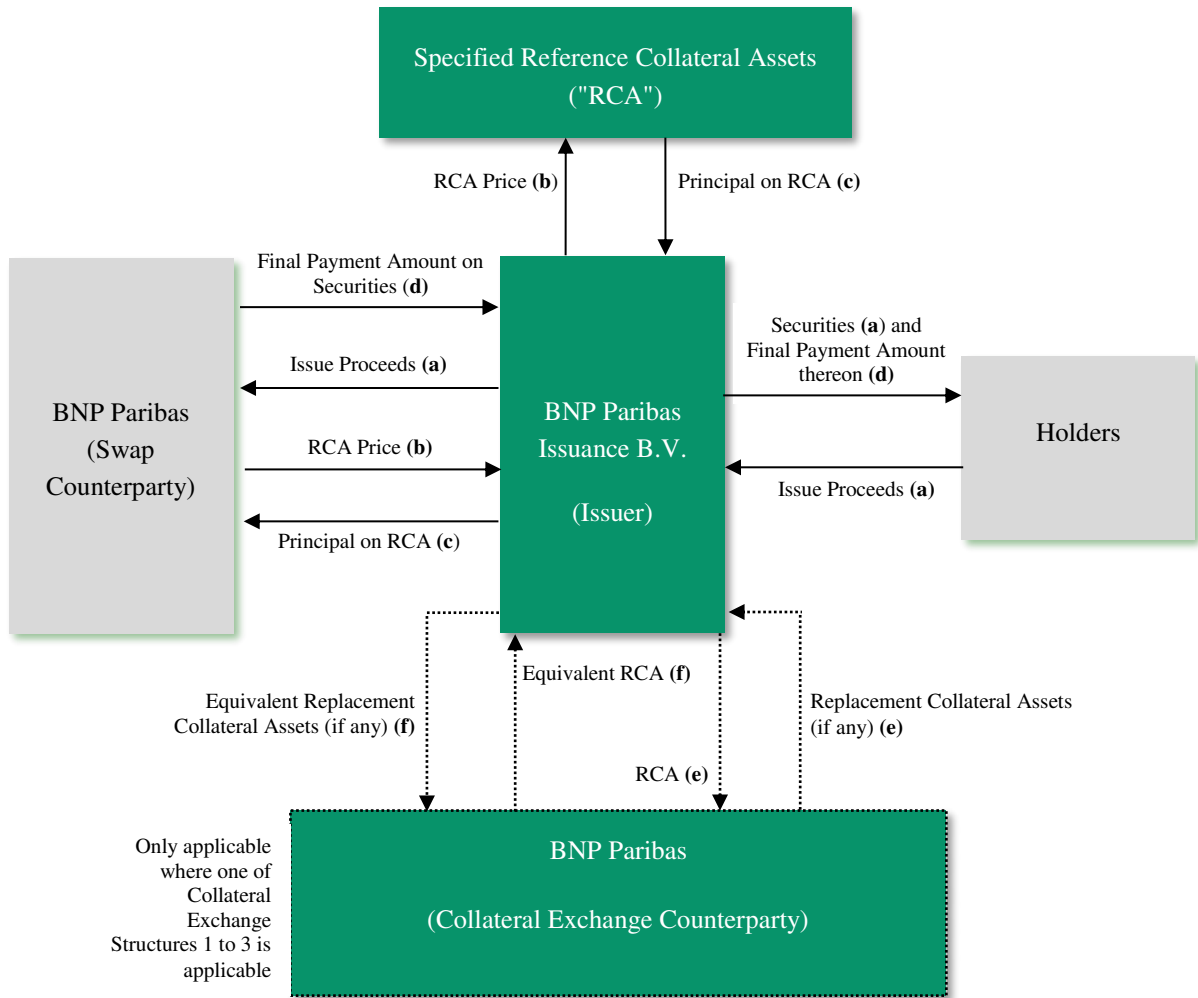 Specified Reference Collateral Assets
("RCA")
RCA Price (b)
Principal on RCA (c)
Final Payment Amount on
Securities (d)
Issue Proceeds (a)
RCA Price (b)
Principal on RCA (c)
BNP Paribas
(Swap
Counterparty)
BNP Paribas
Issuance B.V.
(Issuer)
Securities (a) and
Final Payment Amount
thereon (d)
Issue Proceeds (a)
Holders
Equivalent Replacement
Collateral Assets (if any) (f)
Equivalent RCA (f)
RCA (e)
Replacement Collateral Assets
(if any) (e)
Only applicable
where one of
Collateral
Exchange
Structures 1 to 3 is
applicable
BNP Paribas
(Collateral Exchange Counterparty)